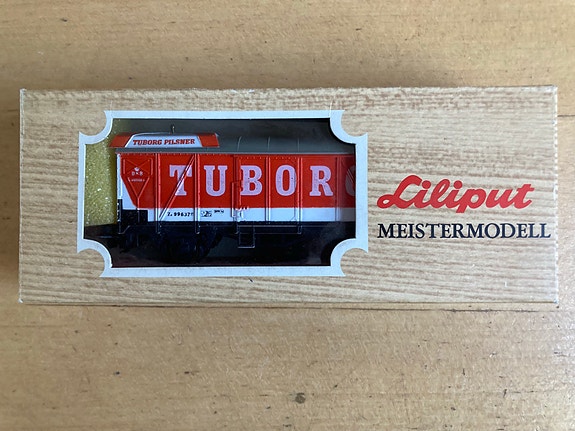 TUBORG PILSNER
TUBOR
Liliput
MEISTERMODELL